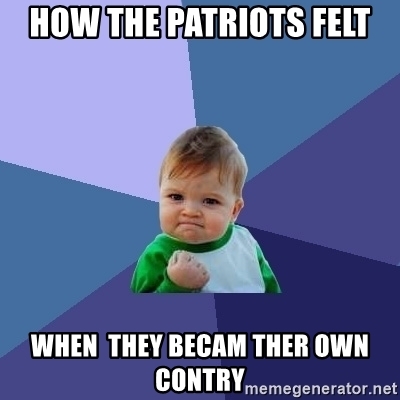 HOW THE PATRIOTS FELT
WHEN THEY BECAM THER OWN
CONTRY
memegenerator.net